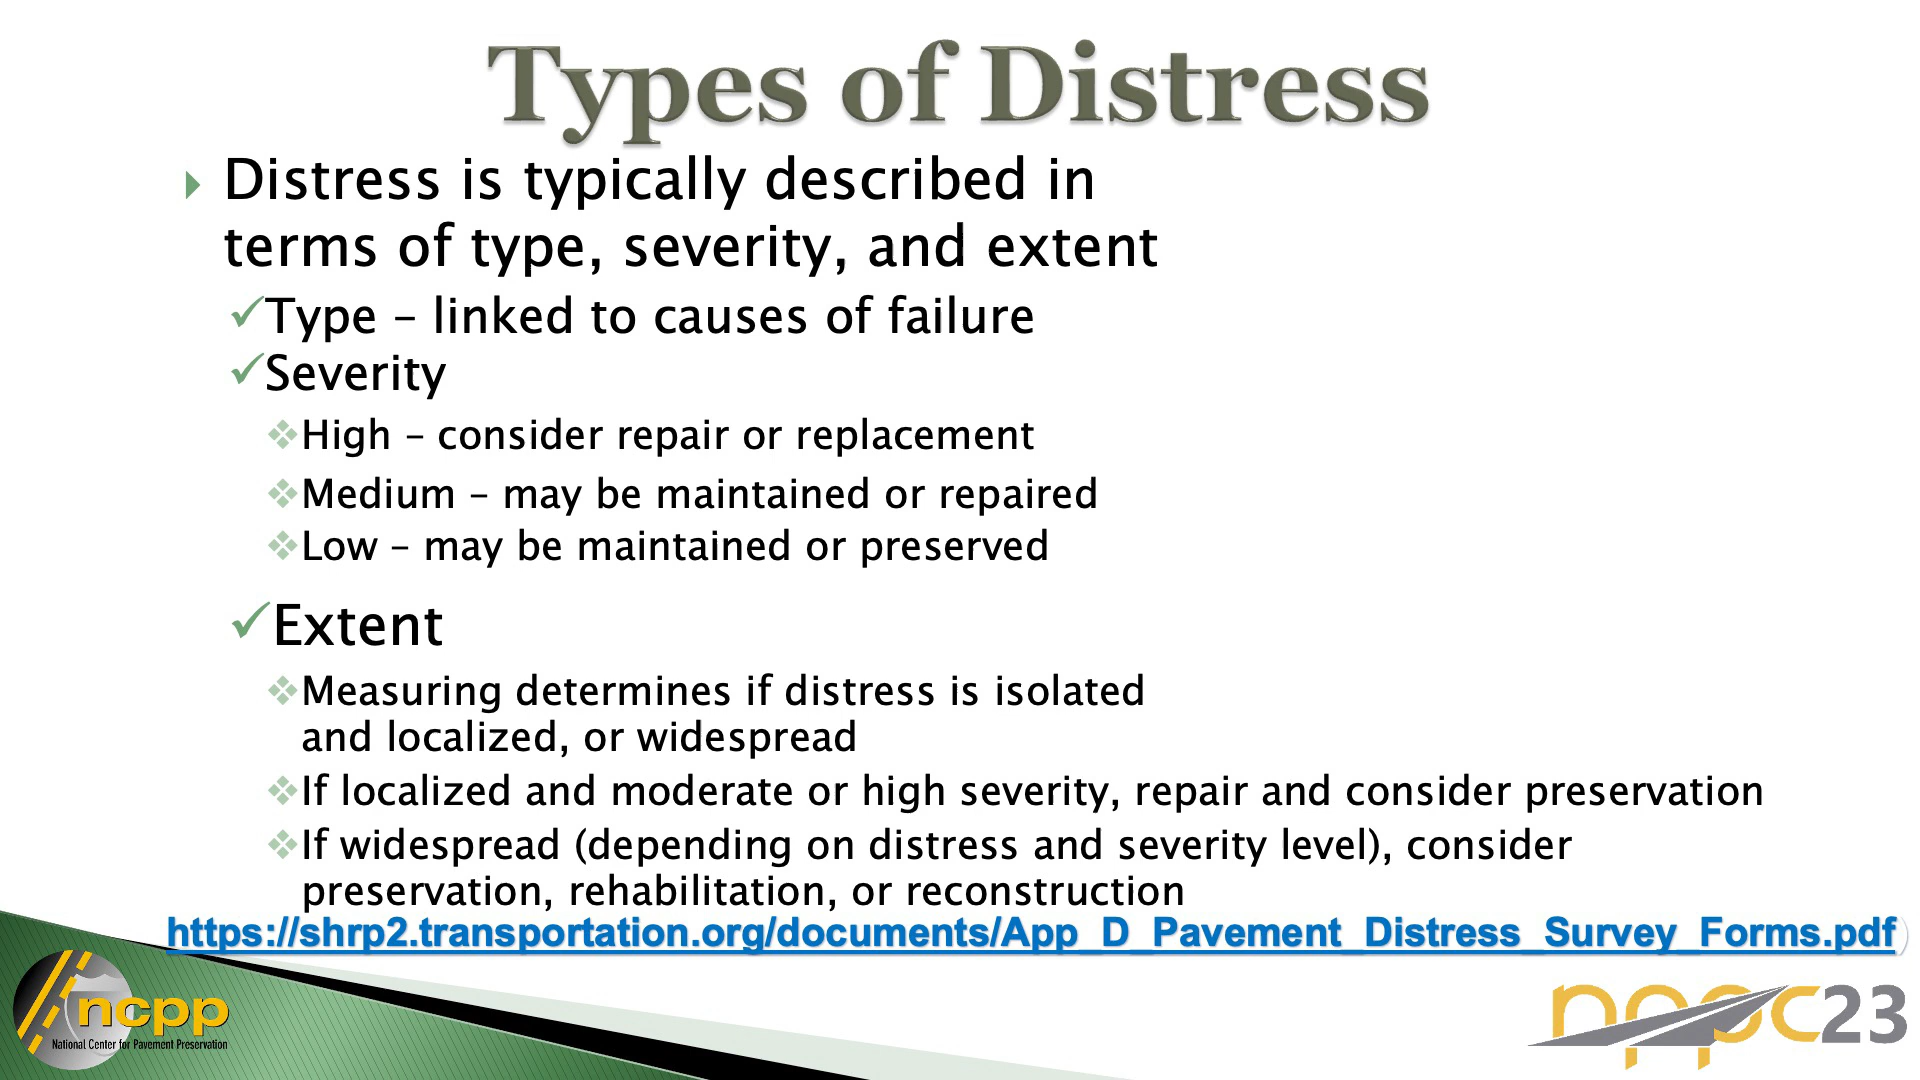 Types of Distress
Distress is typically described in
terms of type, severity, and extent
Type – linked to causes of failure
Severity
High – consider repair or replacement
Medium – may be maintained or repaired
Low – may be maintained or preserved
Extent
Measuring determines if distress is isolated
and localized, or widespread
If localized and moderate or high severity, repair and consider preservation
If widespread (depending on distress and severity level), consider
preservation, rehabilitation, or reconstruction
https://shrp2.transportation.org/documents/App_D_Pavement_Distress_Survey_Forms.pdf)
ncpp
National Center for Pavement Preservation
nppc23